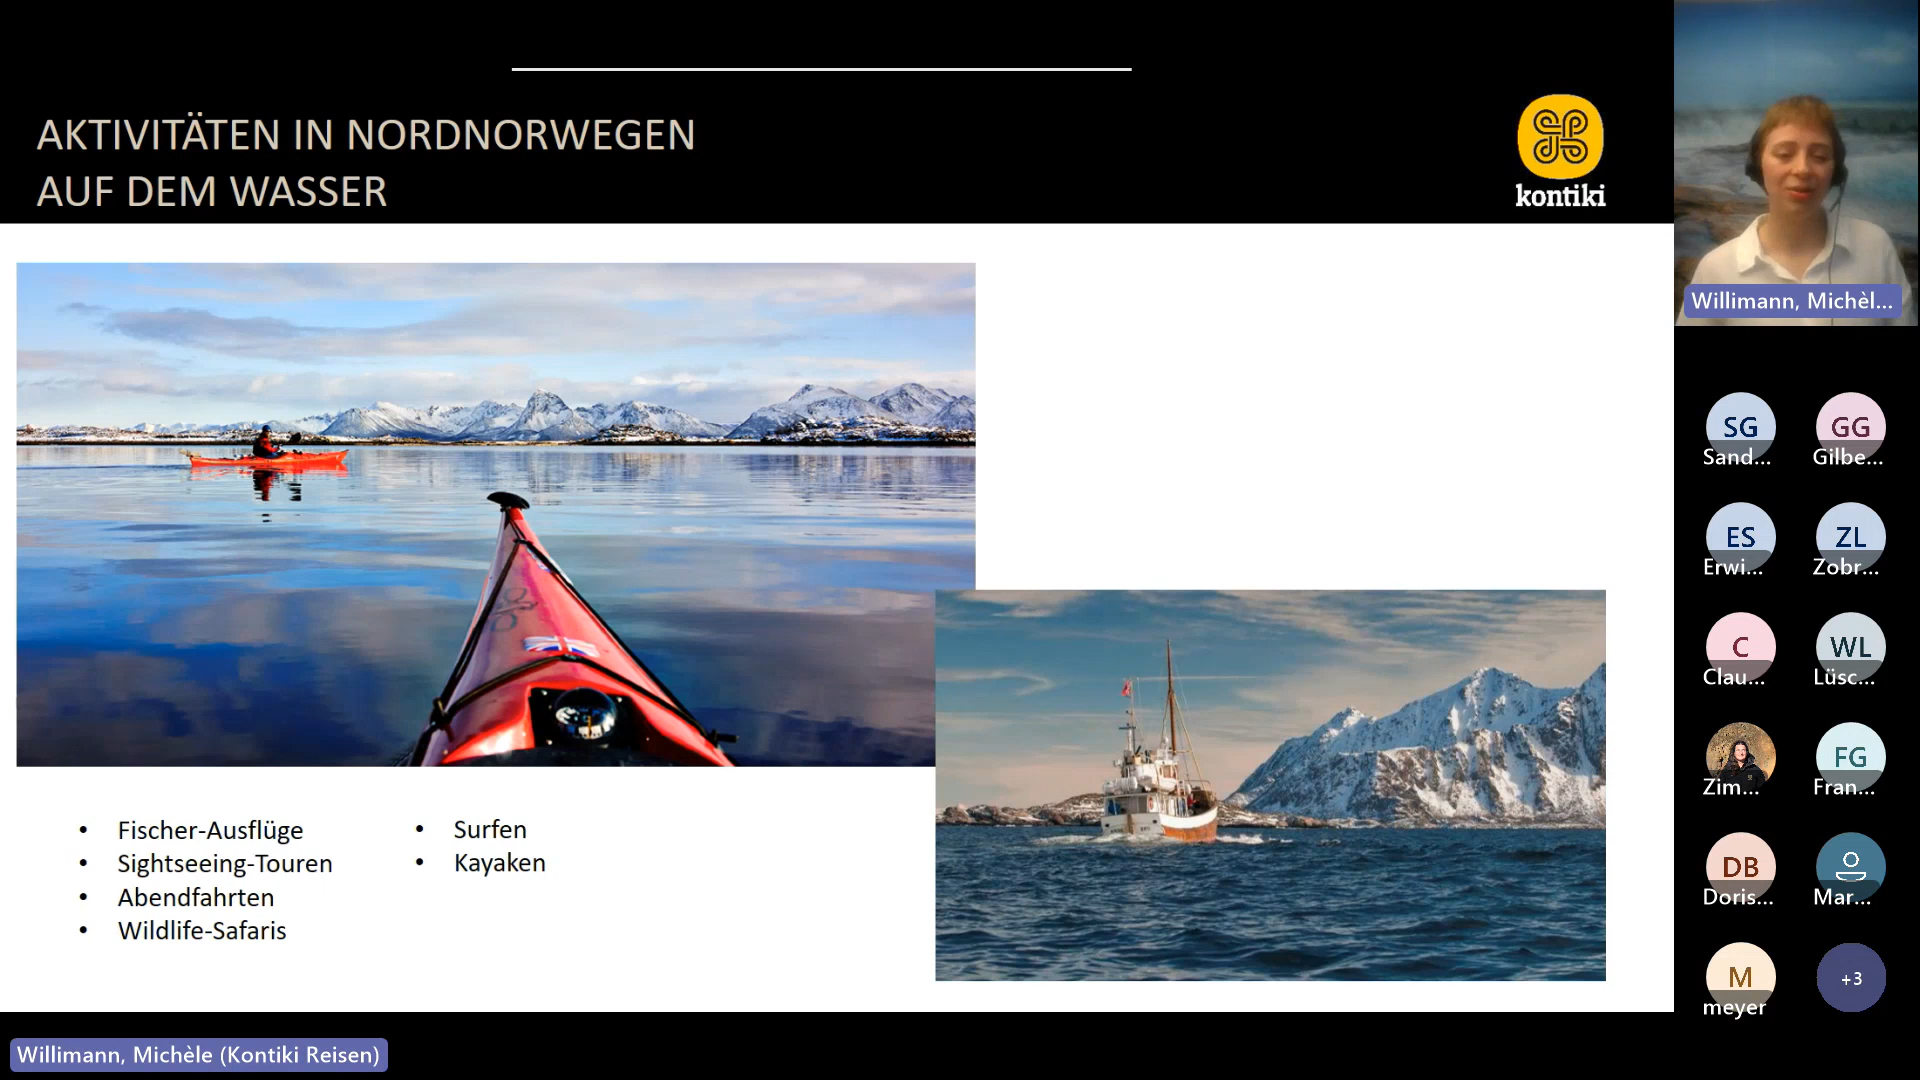 AKTIVITÄTEN IN NORDNORWEGEN
AUF DEM WASSER
kontiki
Fischer-Ausflüge
Sightseeing-Touren
Abendfahrten
Wildlife-Safaris
Surfen
Kayaken
Willimann, Michèl...
SG
Sand...
GG
Gilbe...
ES
Erwi...
ZL
Zobr...
C
Clau...
WL
Lüsc...
Zim...
FG
Fran...
DB
Doris...
Mar...
M
meyer
+3
Willimann, Michèle (Kontiki Reisen)